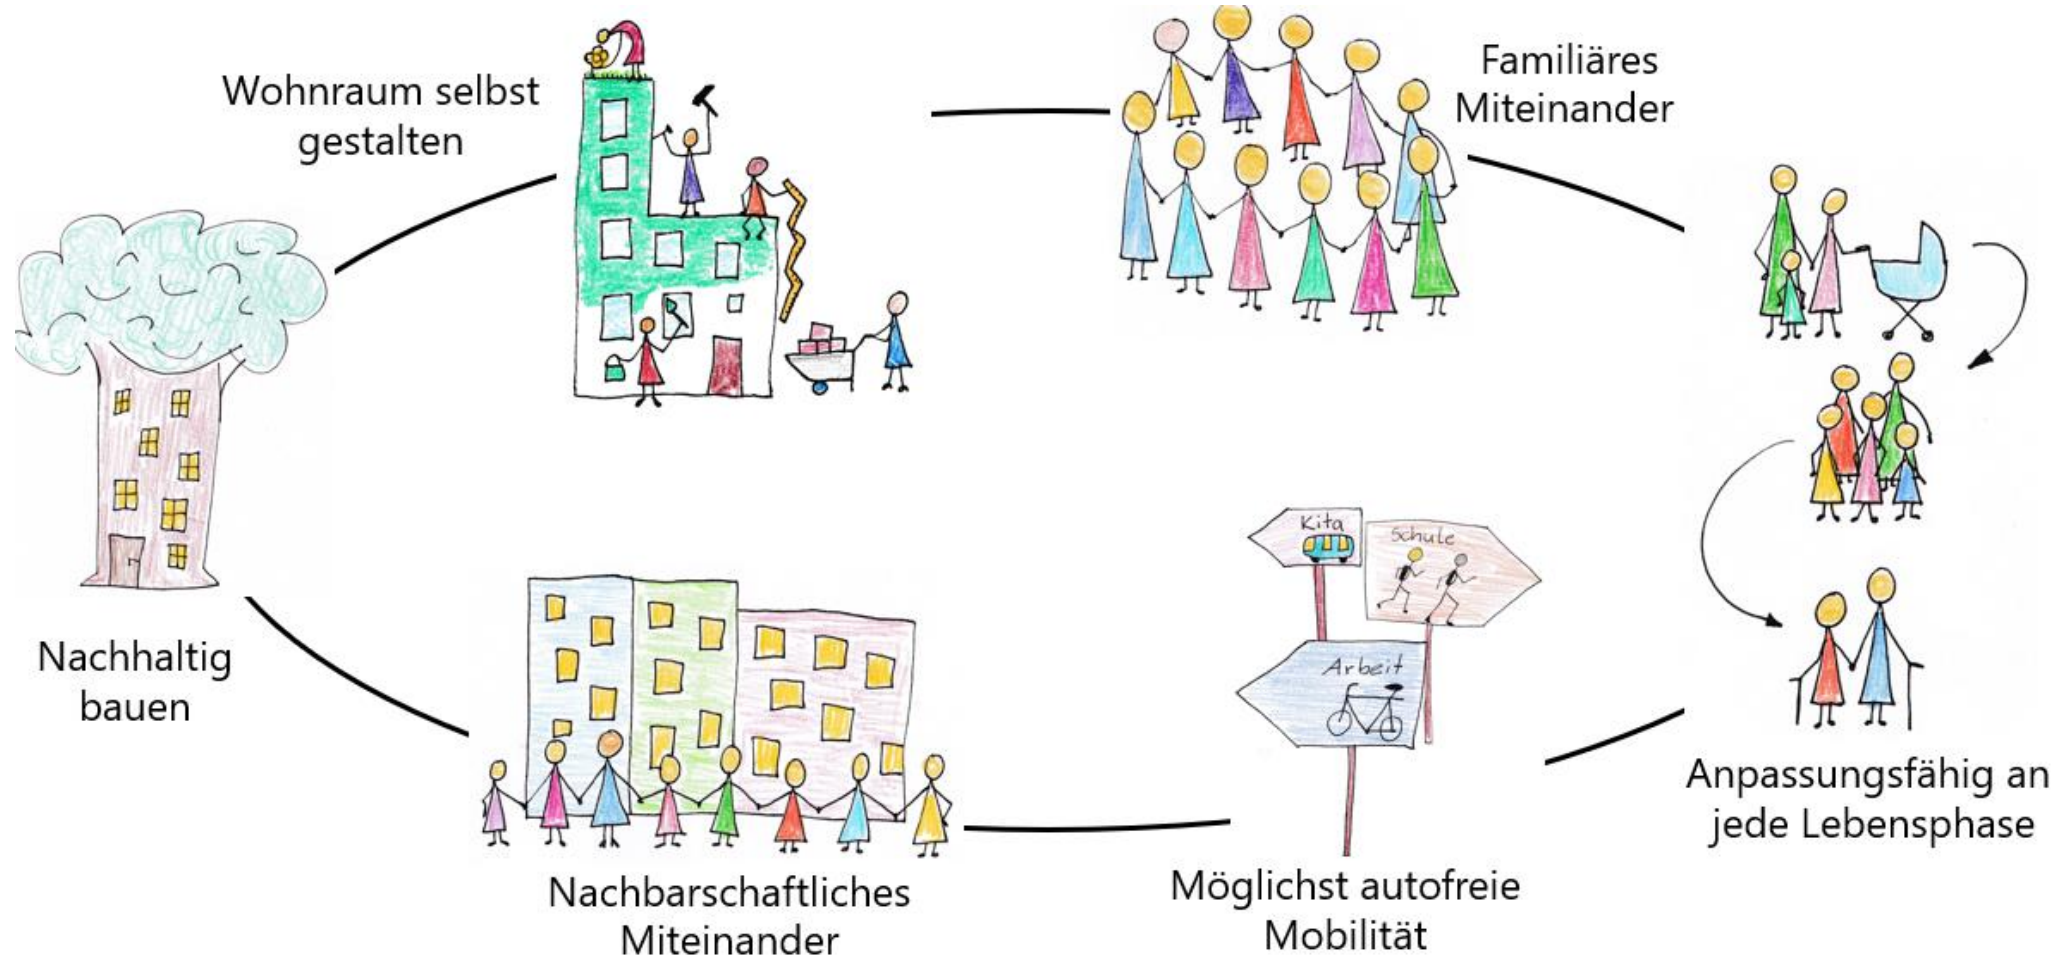 Wohnraum selbst
gestalten
Familiäres
Miteinander
Nachhaltig
bauen
Kita
Schule
Arbeit
Anpassungsfähig an
jede Lebensphase
Nachbarschaftliches
Miteinander
Möglichst autofreie
Mobilität